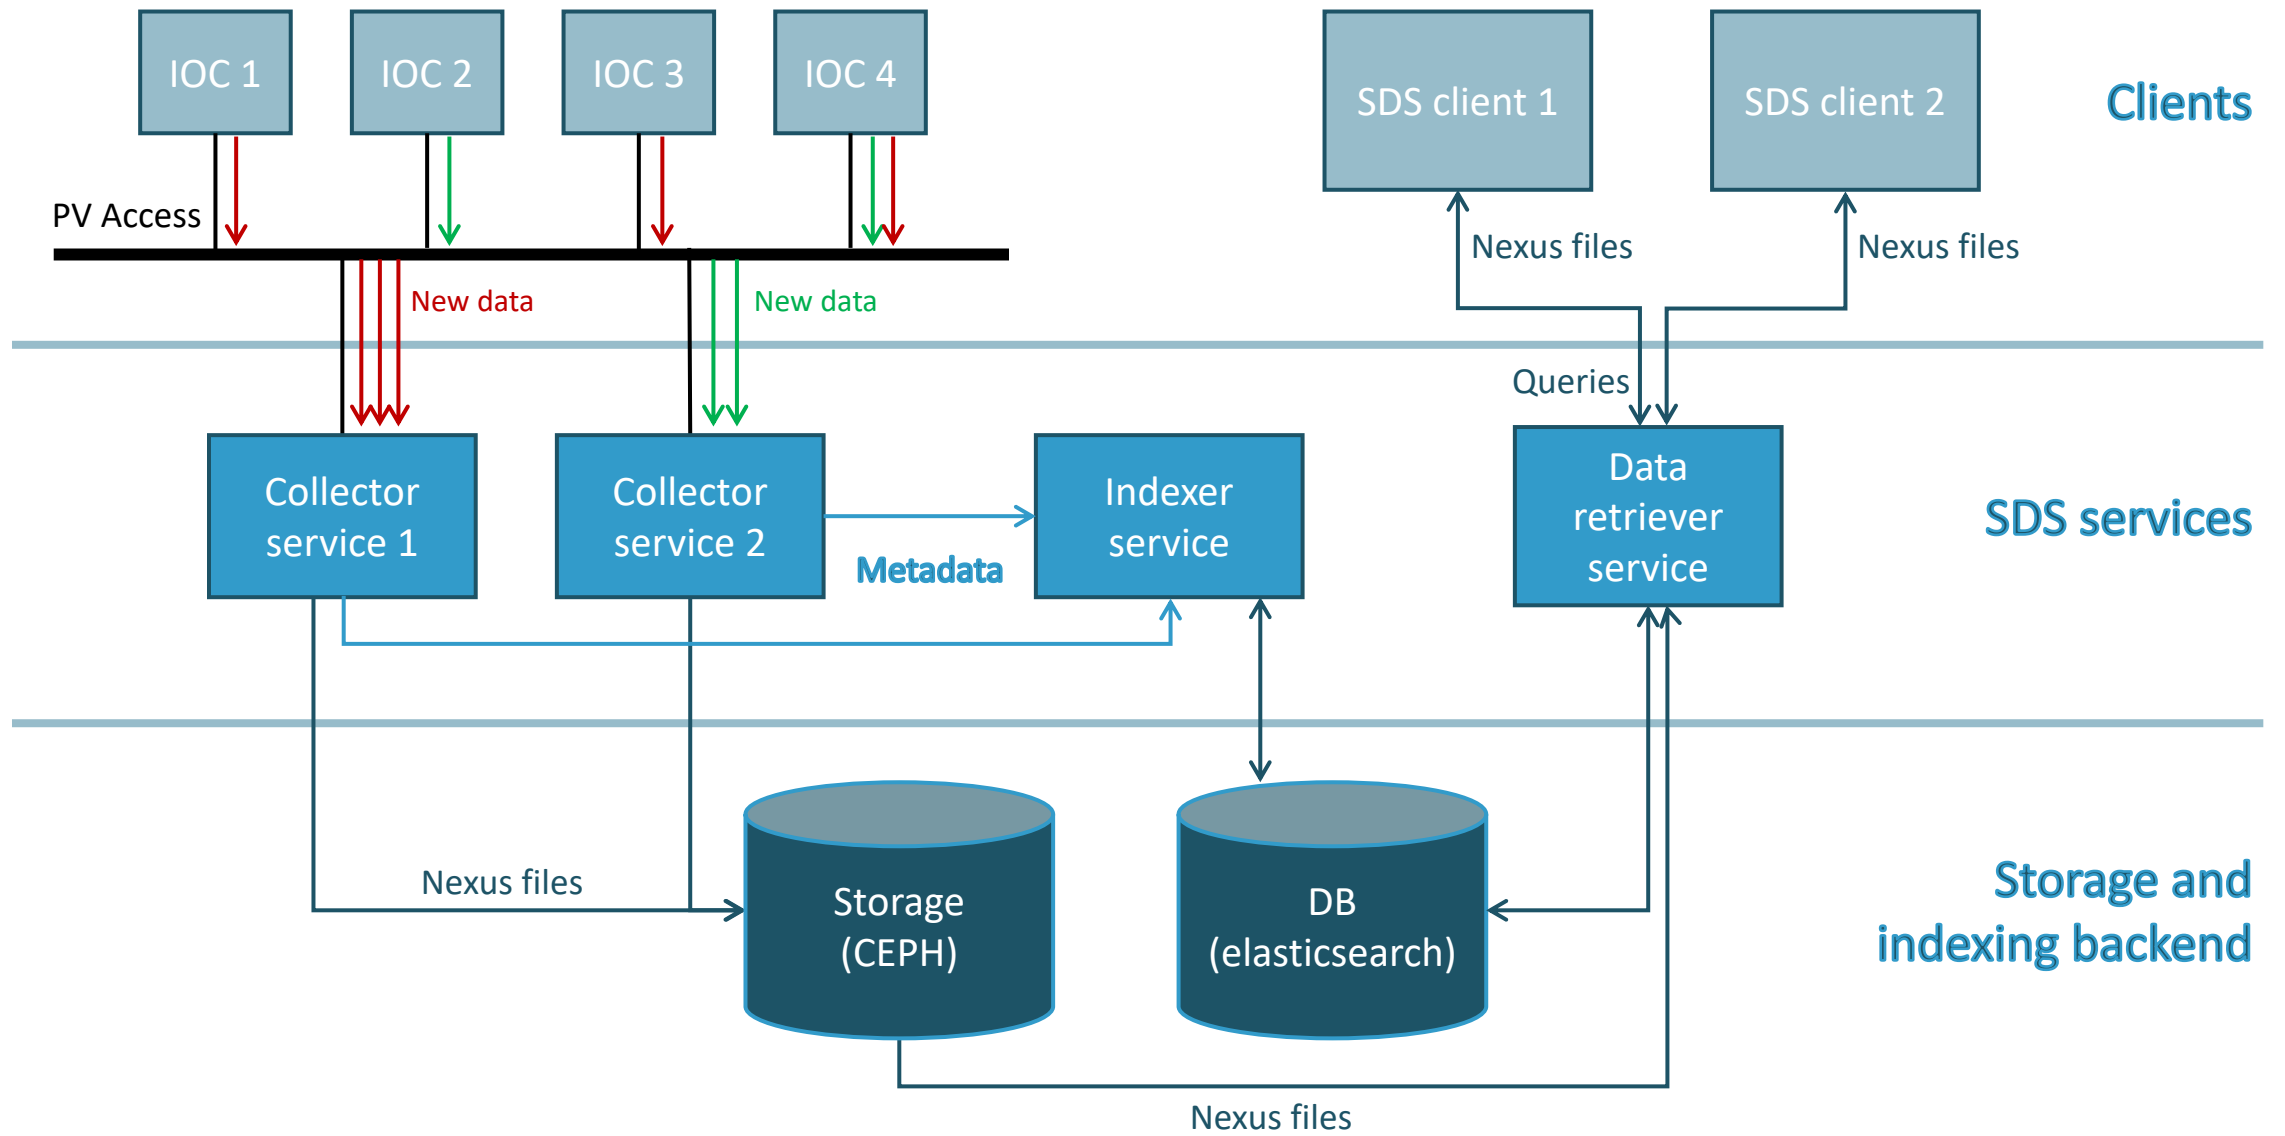 IOC 1
IOC 2
IOC 3
IOC 4
SDS client 1
SDS client 2
Clients
PV Access
Nexus files
Nexus files
New data
New data
Queries
Collector
service 1
Collector
service 2
Metadata
Indexer
service
Data
retriever
service
SDS services
Nexus files
Storage
(CEPH)
DB
(elasticsearch)
Storage and
indexing backend
Nexus files